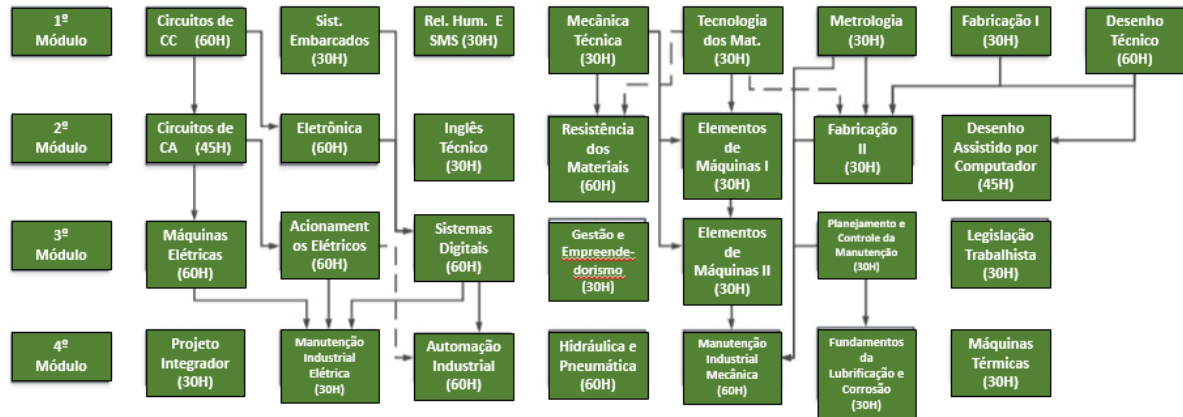 1º
Módulo
Circuitos de
CC (60H)
Sist.
Embarcados
(30H)
Rel. Hum. E
SMS (30H)
Mecânica
Técnica
(30H)
Tecnologia
dos Mat.
(30H)
Metrologia
(30H)
Fabricação I
(30H)
Desenho
Técnico
(60H)
2º
Módulo
Circuitos de
CA (45H)
Eletrônica
(60H)
Inglês
Técnico
(30H)
Resistência
dos
Materiais
(60H)
Elementos
de
Máquinas I
(30H)
Fabricação
II
(30H)
Desenho
Assistido por
Computador
(45H)
3º
Módulo
Máquinas
Elétricas
(60H)
Acionament
os Elétricos
(60H)
Sistemas
Digitais
(60H)
Gestão e
Empreende-
dorismo
(30H)
Elementos
de
Máquinas II
(30H)
Planejamento e
Controle da
Manutenção
(30H)
Legislação
Trabalhista
(30H)
4º
Módulo
Projeto
Integrador
(30H)
Manutenção
Industrial
Elétrica
(30H)
Automação
Industrial
(60H)
Hidráulica e
Pneumática
(60H)
Manutenção
Industrial
Mecânica
(60H)
Fundamentos
da
Lubrificação e
Corrosão
(30H)
Máquinas
Térmicas
(30H)